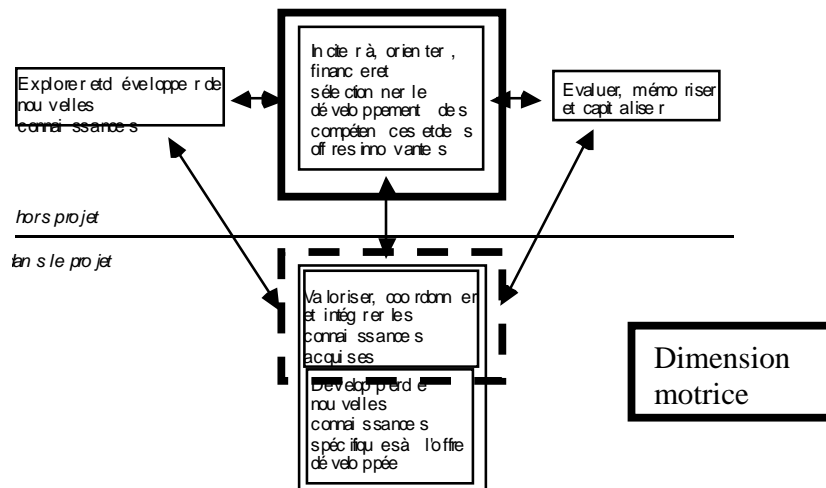 Inciter à, orienter,
financer et
sélectionner le
développement des
compétences et des
offres innovantes
Explorer et développer de
nouvelles
connaissances
Evaluer, mémoriser
et capitaliser
hors projet
dans le projet
Valoriser, coordonner
et intégrer les
connaissances
acquises
Développer de
nouvelles
connaissances
spécifiques à l'offre
développée
Dimension
motrice